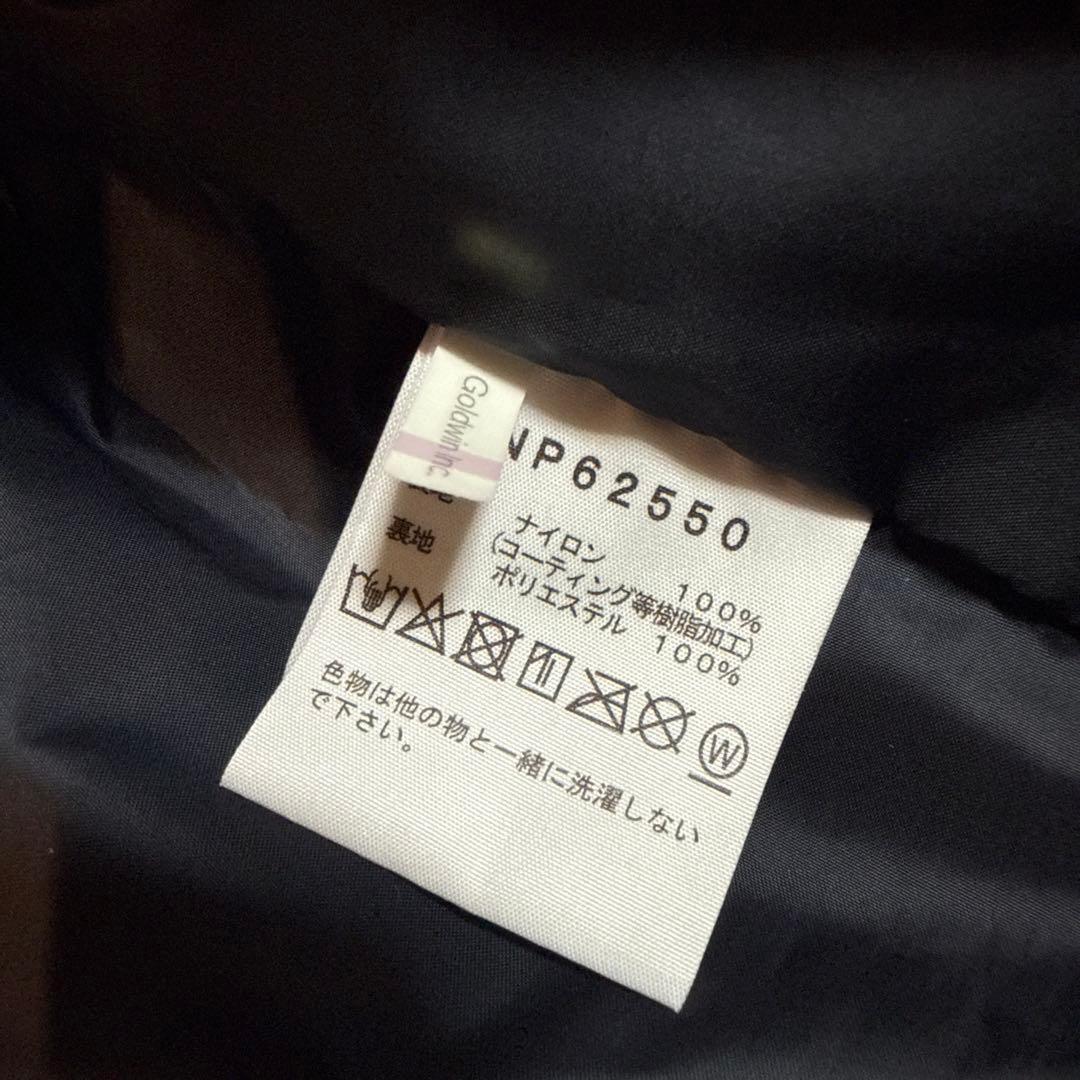 Goldwin Inc.
NP62550
ナイロン 100%
(コーティング等樹脂加工)
裏地 ポリエステル 100%
W
色物は他の物と一緒に洗濯しない
で下さい。